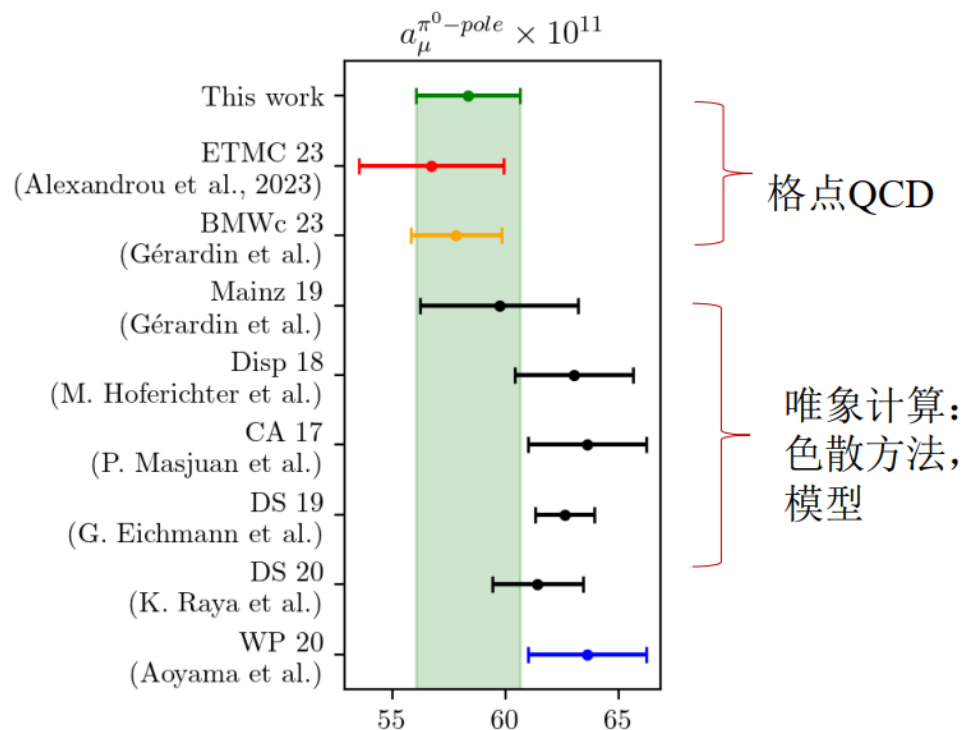 a_μ^{π^0-pole} × 10^{11}
This work
ETMC 23
(Alexandrou et al., 2023)
BMWc 23
(Gérardin et al.)
Mainz 19
(Gérardin et al.)
Disp 18
(M. Hoferichter et al.)
CA 17
(P. Masjuan et al.)
DS 19
(G. Eichmann et al.)
DS 20
(K. Raya et al.)
WP 20
(Aoyama et al.)
55 60 65
格点QCD
唯象计算：
色散方法，
模型